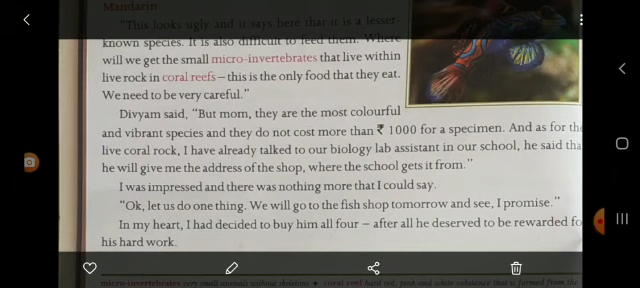 Mandarin
"This looks ugly and it says here that it is a lesser-
known species. It is also difficult to feed them. Where
will we get the small micro-invertebrates that live within
live rock in coral reefs – this is the only food that they eat.
We need to be very careful."
Divyam said, "But mom, they are the most colourful
and vibrant species and they do not cost more than ₹ 1000 for a specimen. And as for the
live coral rock, I have already talked to our biology lab assistant in our school, he said tha
he will give me the address of the shop, where the school gets it from."
I was impressed and there was nothing more that I could say.
"Ok, let us do one thing. We will go to the fish shop tomorrow and see, I promise."
In my heart, I had decided to buy him all four – after all he deserved to be rewarded fo
his hard work.
micro-invertebrates very small animals without skeletons + coral reef hard red, pink and white substance that is formed from the